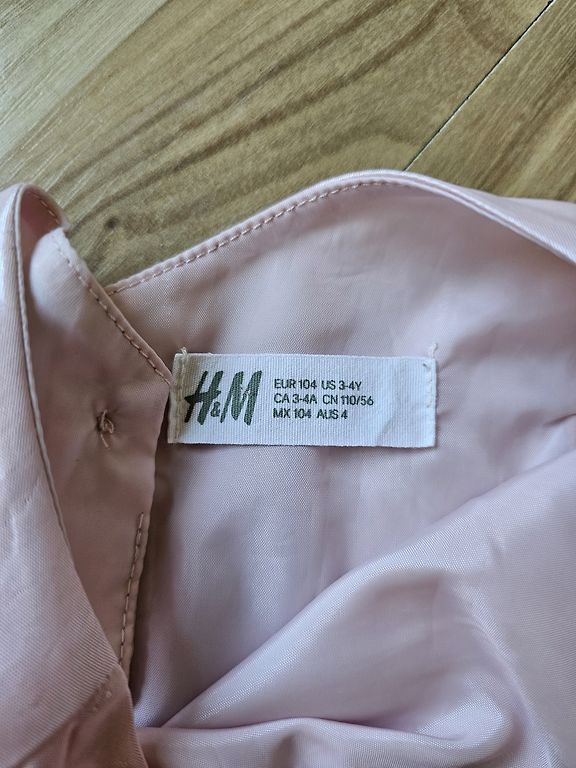 H&M
EUR 104 US 3-4Y
CA 3-4A CN 110/56
MX 104 AUS 4